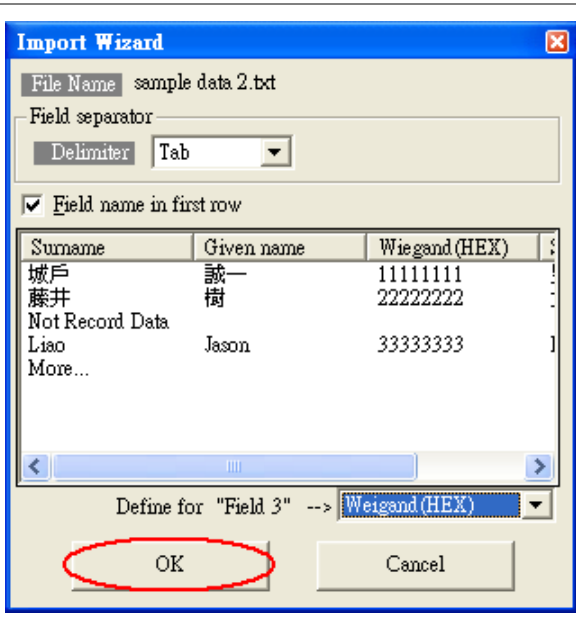 Import Wizard
File Name sample data 2.txt
Field separator
Delimiter Tab
Field name in first row
Surname Given name Wiegand(HEX)
城戶 誠一 11111111
藤井 樹 22222222
Not Record Data
Liao Jason 33333333
More...
Define for "Field 3" --> Weigand(HEX)
OK Cancel